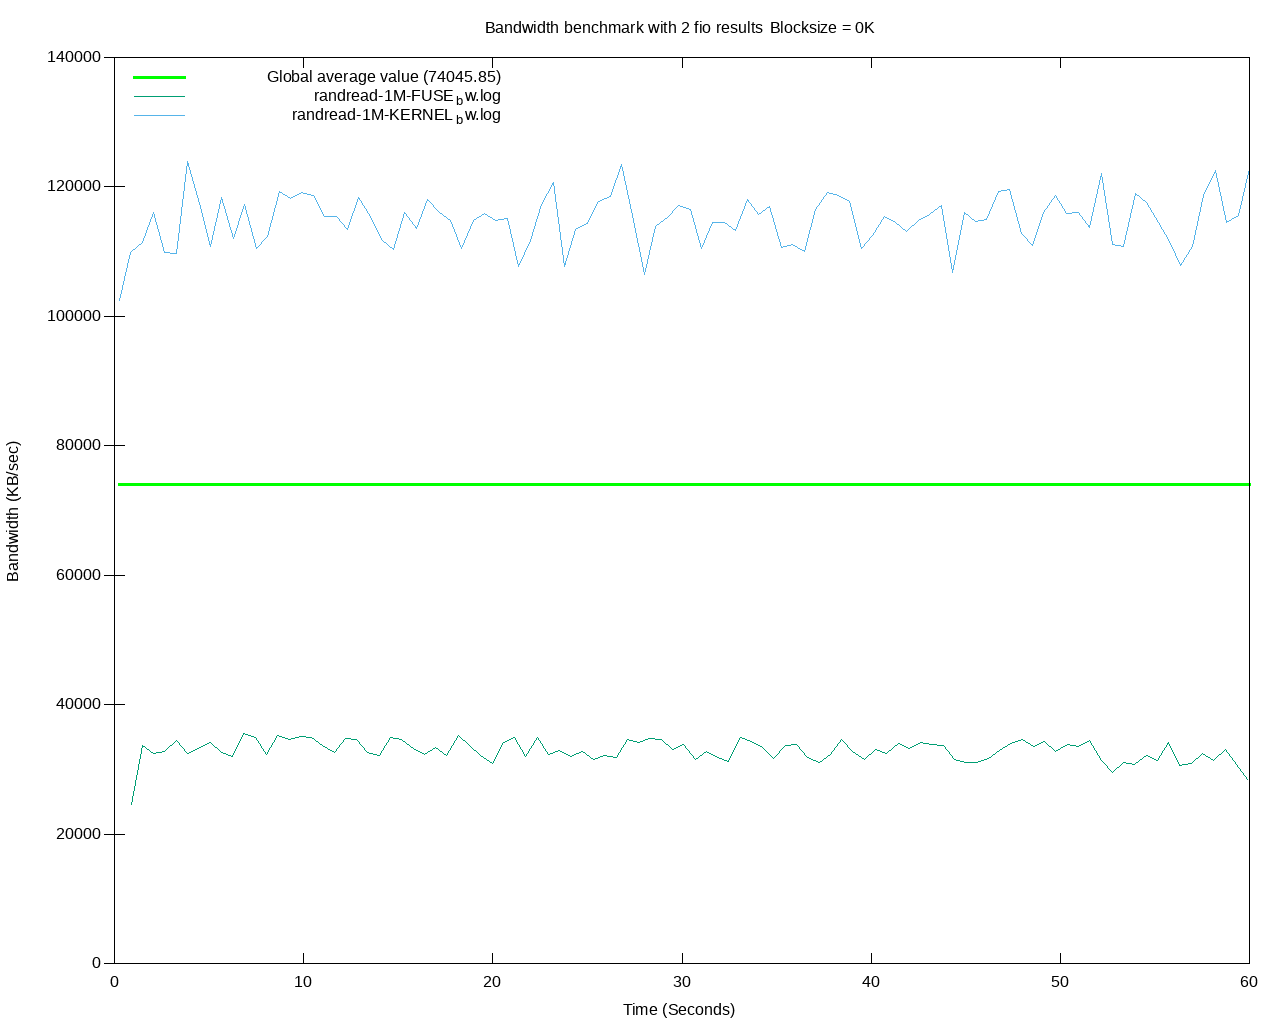 Bandwidth benchmark with 2 fio results Blocksize = 0K
140000
120000
100000
80000
60000
40000
20000
0
Global average value (74045.85)
randread-1M-FUSE_bw.log
randread-1M-KERNEL_bw.log
Bandwidth (KB/sec)
0 10 20 30 40 50 60
Time (Seconds)